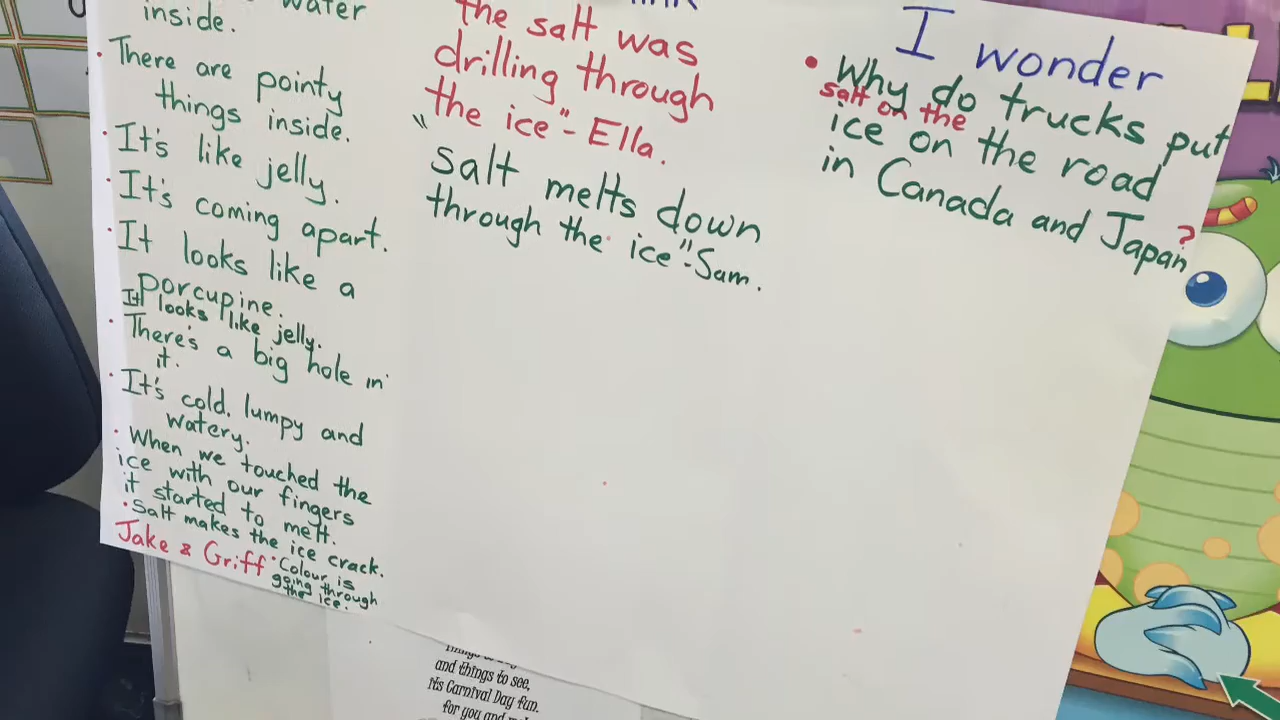 water
inside.
There are pointy
things inside.
It's like jelly.
It's coming apart.
It looks like a
porcupine.
It looks like jelly.
There's a big hole in
it.
It's cold, lumpy and
watery.
When we touched the
ice with our fingers
it started to melt.
Salt makes the ice crack.
Jake & Griff
Colour is
going through
the ice.
the salt was
drilling through
the ice" - Ella.
"Salt melts down
through the ice" - Sam.
I wonder
Why do trucks put
salt on the
ice on the road
in Canada and Japan?
and things to see,
its Carnival Day fun.
for you and